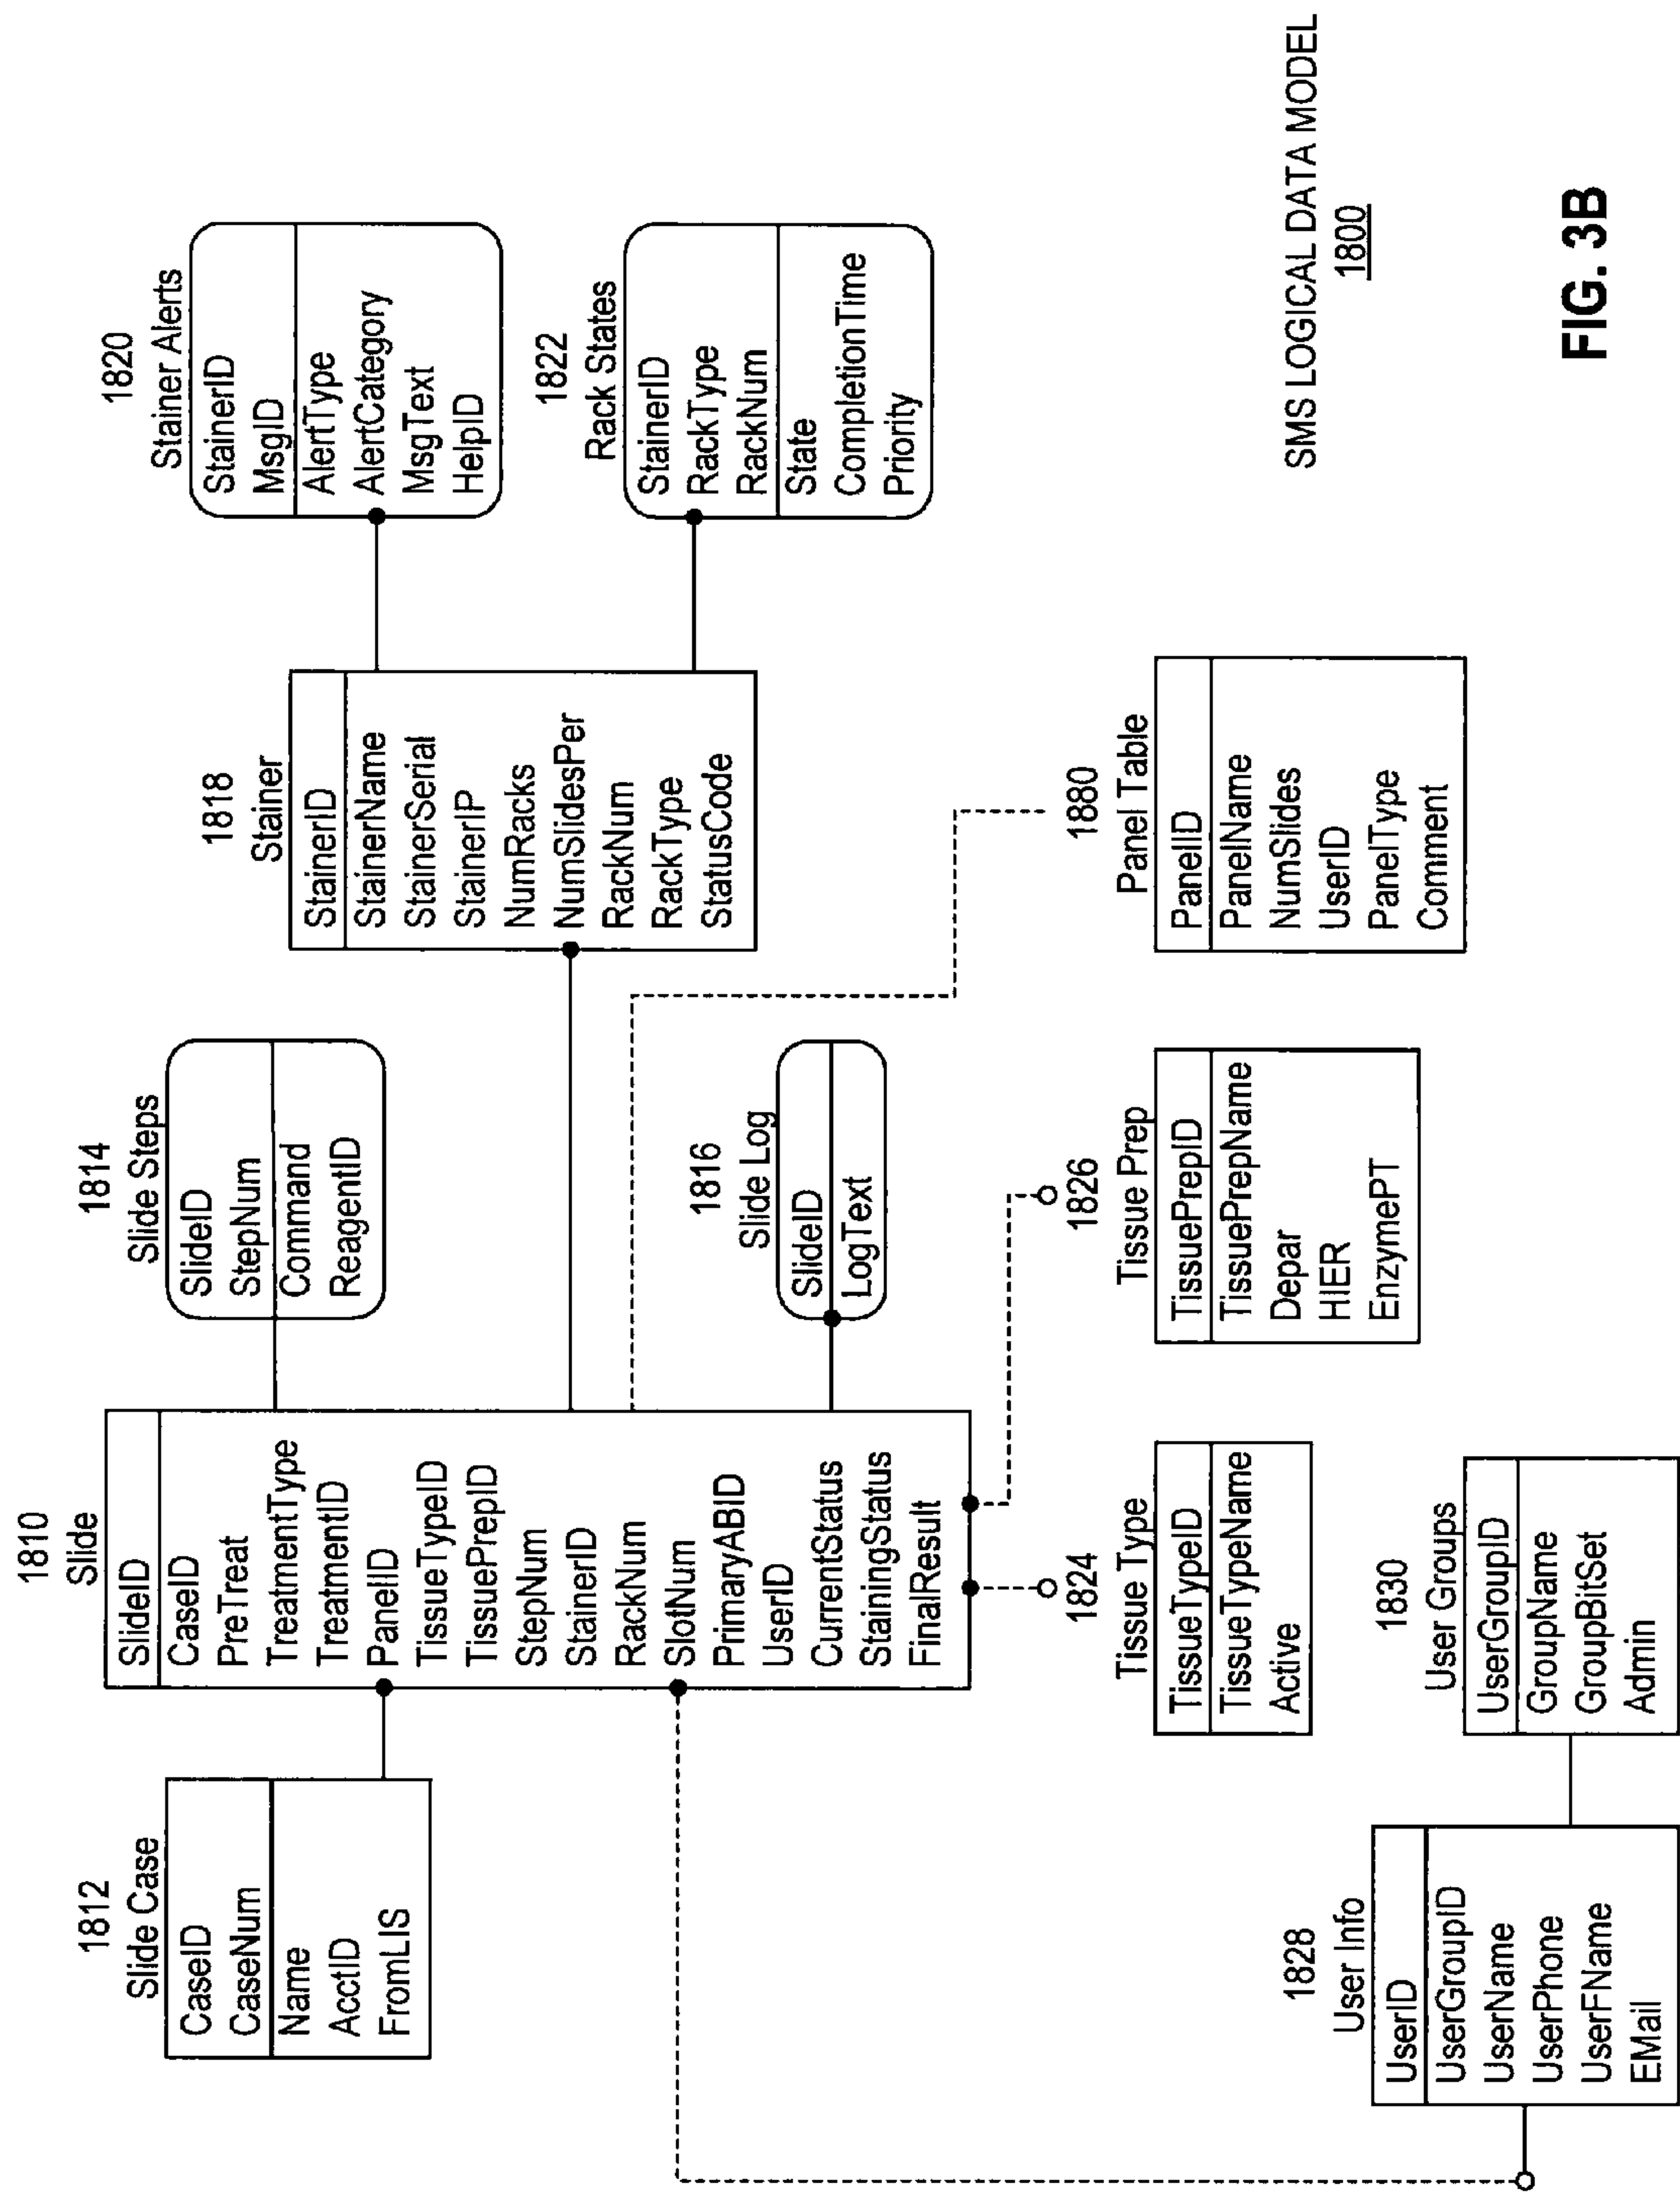 1812
Slide Case
CaseID
CaseNum
Name
AcctID
FromLIS
1810
Slide
SlideID
CaseID
PreTreat
TreatmentType
TreatmentID
PanelID
TissueTypeID
TissuePrepID
StepNum
StainerID
RackNum
SlotNum
PrimaryABID
UserID
CurrentStatus
StainingStatus
FinalResult
1814
Slide Steps
SlideID
StepNum
Command
ReagentID
1816
Slide Log
SlideID
LogText
1818
Stainer
StainerID
StainerName
StainerSerial
StainerIP
NumRacks
NumSlidesPer
RackNum
RackType
StatusCode
1820
Stainer Alerts
StainerID
MsgID
AlertType
AlertCategory
MsgText
HelpID
1822
Rack States
StainerID
RackType
RackNum
State
CompletionTime
Priority
1824
Tissue Type
TissueTypeID
TissueTypeName
Active
1826
Tissue Prep
TissuePrepID
TissuePrepName
Depar
HIER
EnzymePT
1880
Panel Table
PanelID
PanelName
NumSlides
UserID
PanelType
Comment
1828
User Info
UserID
UserGroupID
UserName
UserPhone
UserFName
EMail
1830
User Groups
UserGroupID
GroupName
GroupBitSet
Admin
SMS LOGICAL DATA MODEL
1800
FIG. 3B